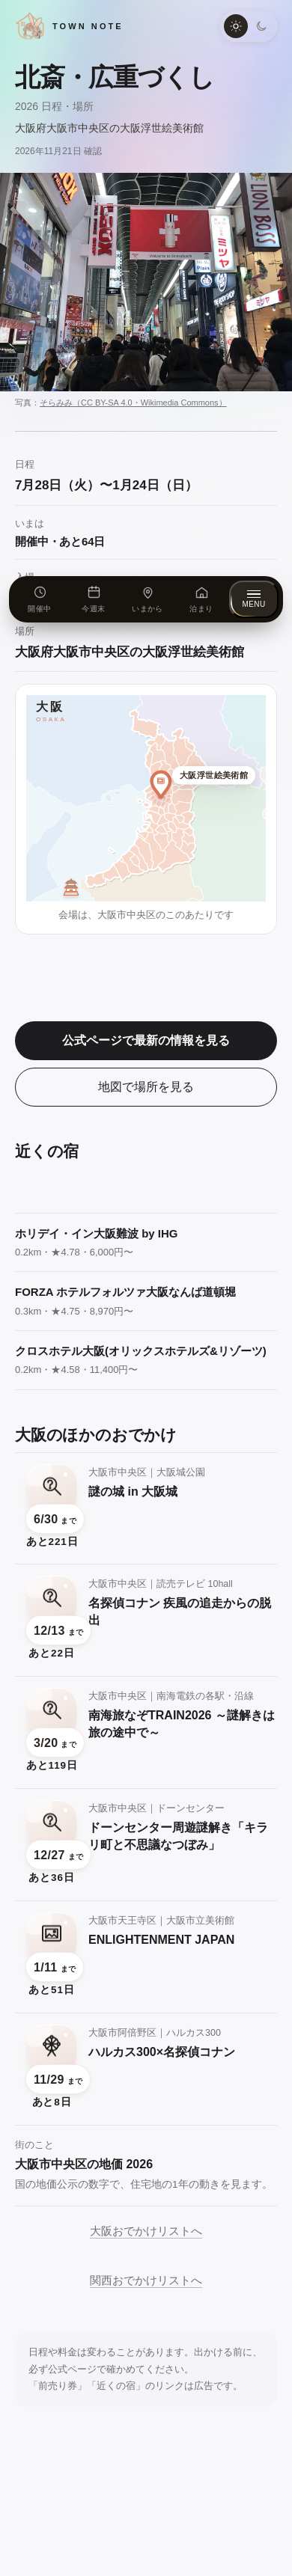 TOWN NOTE
北斎・広重づくし
2026 日程・場所
大阪府大阪市中央区の大阪浮世絵美術館
2026年11月21日 確認
ミツヤ
LION BOSS
写真：そらみみ（CC BY-SA 4.0・Wikimedia Commons）
日程
7月28日（火）〜1月24日（日）
いまは
開催中・あと64日
開催中
今週末
いまから
泊まり
MENU
場所
大阪府大阪市中央区の大阪浮世絵美術館
大阪
OSAKA
大阪浮世絵美術館
会場は、大阪市中央区のこのあたりです
公式ページで最新の情報を見る
地図で場所を見る
近くの宿
ホリデイ・イン大阪難波 by IHG
0.2km・★4.78・6,000円〜
FORZA ホテルフォルツァ大阪なんば道頓堀
0.3km・★4.75・8,970円〜
クロスホテル大阪(オリックスホテルズ&リゾーツ)
0.2km・★4.58・11,400円〜
大阪のほかのおでかけ
大阪市中央区｜大阪城公園
謎の城 in 大阪城
6/30 まで
あと221日
大阪市中央区｜読売テレビ 10hall
名探偵コナン 疾風の追走からの脱
出
12/13 まで
あと22日
大阪市中央区｜南海電鉄の各駅・沿線
南海旅なぞTRAIN2026 ～謎解きは
旅の途中で～
3/20 まで
あと119日
大阪市中央区｜ドーンセンター
ドーンセンター周遊謎解き「キラ
リ町と不思議なつぼみ」
12/27 まで
あと36日
大阪市天王寺区｜大阪市立美術館
ENLIGHTENMENT JAPAN
1/11 まで
あと51日
大阪市阿倍野区｜ハルカス300
ハルカス300×名探偵コナン
11/29 まで
あと8日
街のこと
大阪市中央区の地価 2026
国の地価公示の数字で、住宅地の1年の動きを見ます。
大阪おでかけリストへ
関西おでかけリストへ
日程や料金は変わることがあります。出かける前に、
必ず公式ページで確かめてください。
「前売り券」「近くの宿」のリンクは広告です。